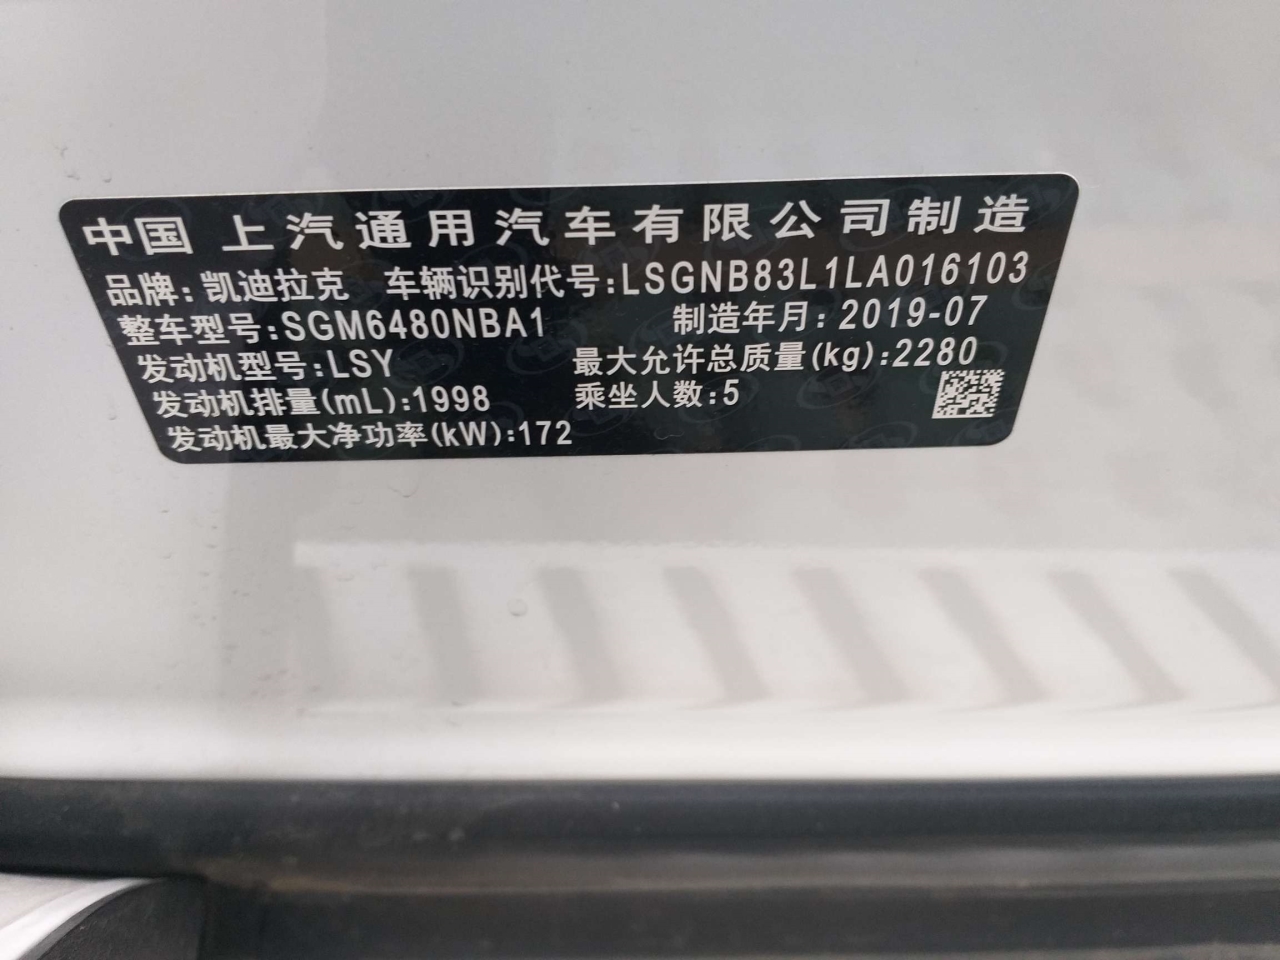 中国 上汽通用汽车有限公司制造
品牌: 凯迪拉克 车辆识别代号:LSGNB83L1LA016103
整车型号:SGM6480NBA1 制造年月: 2019-07
发动机型号:LSY 最大允许总质量(kg):2280
发动机排量(mL):1998 乘坐人数:5
发动机最大净功率(kW):172